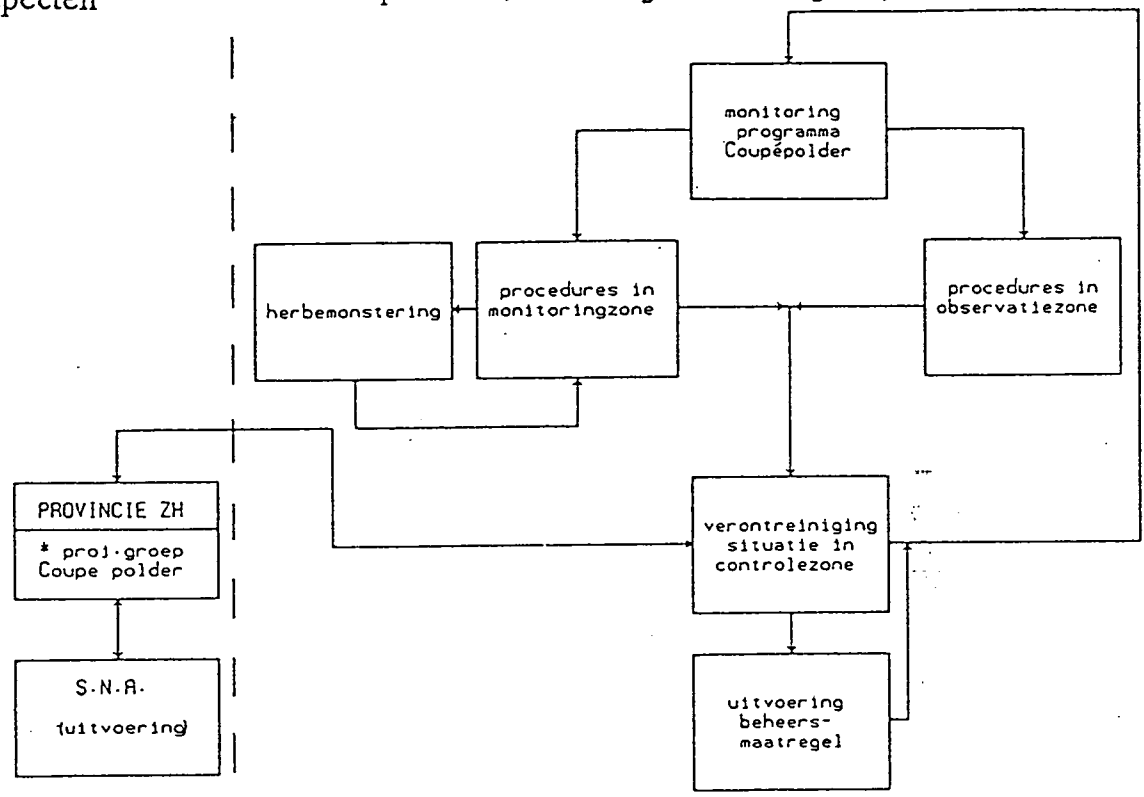 pecten
monitoring
programma
Coupépolder
herbemonstering
procedures in
monitoringzone
procedures in
observatiezone
PROVINCIE ZH
* proj.groep
Coupe polder
verontreiniging
situatie in
controlezone
S.N.A.
(uitvoering)
uitvoering
beheers-
maatregel